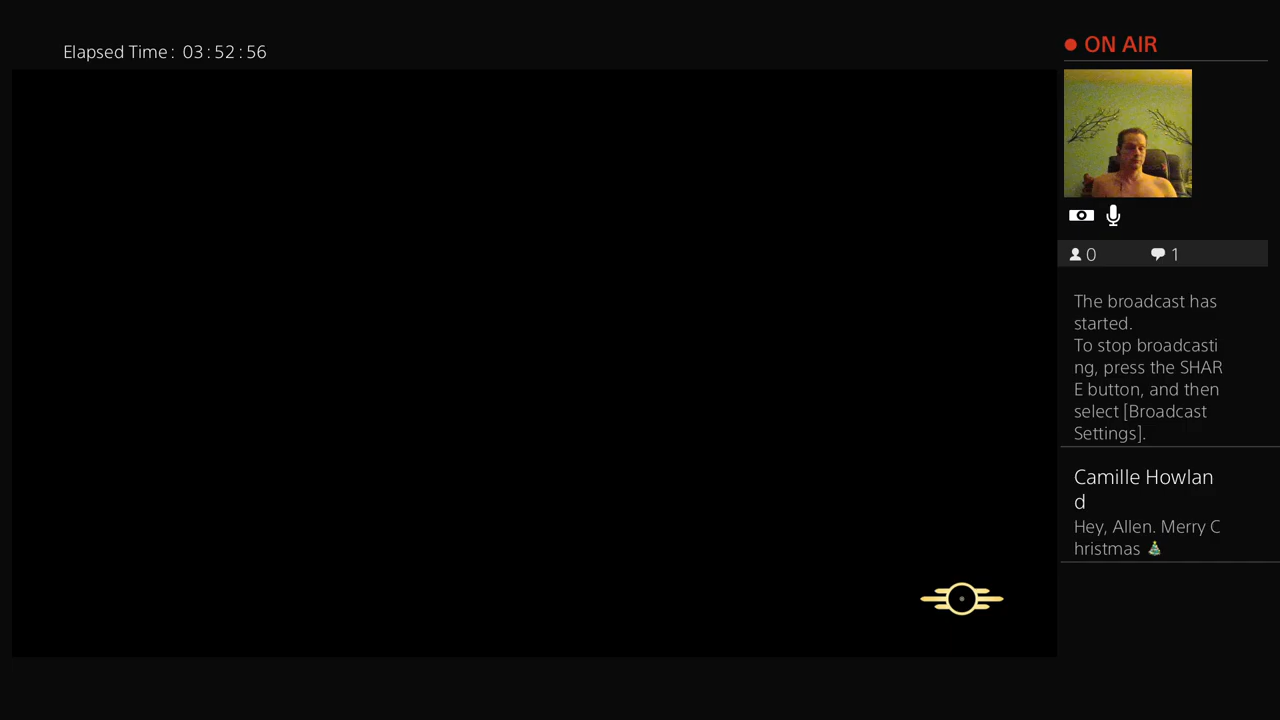 Elapsed Time: 03:52:56
ON AIR
0 1
The broadcast has
started.
To stop broadcasti
ng, press the SHAR
E button, and then
select [Broadcast
Settings].
Camille Howlan
d
Hey, Allen. Merry C
hristmas 🎄